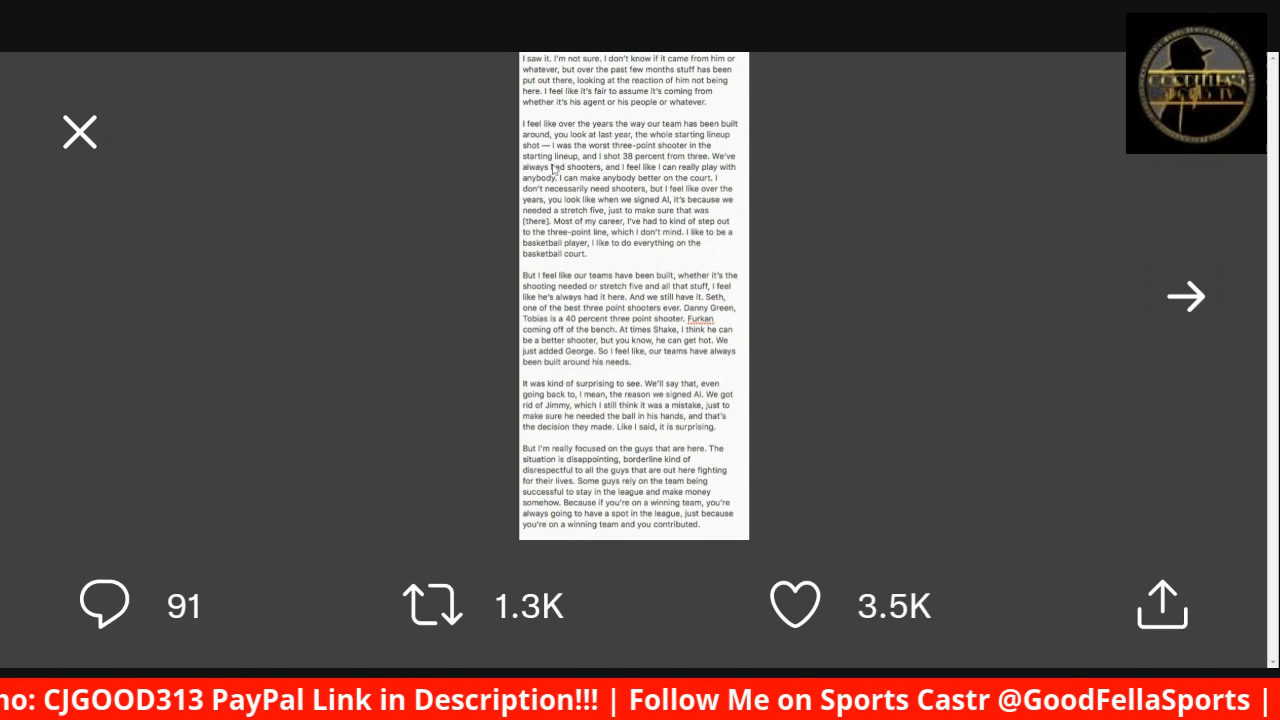 I saw it. I'm not sure. I don't know if it came from him or
whatever, but over the past few months stuff has been
put out there, looking at the reaction of him not being
here. I feel like it's fair to assume it's coming from
whether it's his agent or his people or whatever.
I feel like over the years the way our team has been built
around, you look at last year, the whole starting lineup
shot — I was the worst three-point shooter in the
starting lineup, and I shot 38 percent from three. We've
always had shooters, and I feel like I can really play with
anybody. I can make anybody better on the court. I
don't necessarily need shooters, but I feel like over the
years, you look like when we signed Al, it's because we
needed a stretch five, just to make sure that was
[there]. Most of my career, I've had to kind of step out
to the three-point line, which I don't mind. I like to be a
basketball player, I like to do everything on the
basketball court.
But I feel like our teams have been built, whether it's the
shooting needed or stretch five and all that stuff, I feel
like he's always had it here. And we still have it. Seth,
one of the best three point shooters ever. Danny Green,
Tobias is a 40 percent three point shooter. Furkan
coming off of the bench. At times Shake, I think he can
be a better shooter, but you know, he can get hot. We
just added George. So I feel like, our teams have always
been built around his needs.
It was kind of surprising to see. We'll say that, even
going back to, I mean, the reason we signed Al. We got
rid of Jimmy, which I still think it was a mistake, just to
make sure he needed the ball in his hands, and that's
the decision they made. Like I said, it is surprising.
But I'm really focused on the guys that are here. The
situation is disappointing, borderline kind of
disrespectful to all the guys that are out here fighting
for their lives. Some guys rely on the team being
successful to stay in the league and make money
somehow. Because if you're on a winning team, you're
always going to have a spot in the league, just because
you're on a winning team and you contributed.
GOODFELLAS
SPORTS TV
91
1.3K
3.5K
no: CJGOOD313 PayPal Link in Description!!! | Follow Me on Sports Castr @GoodFellaSports |